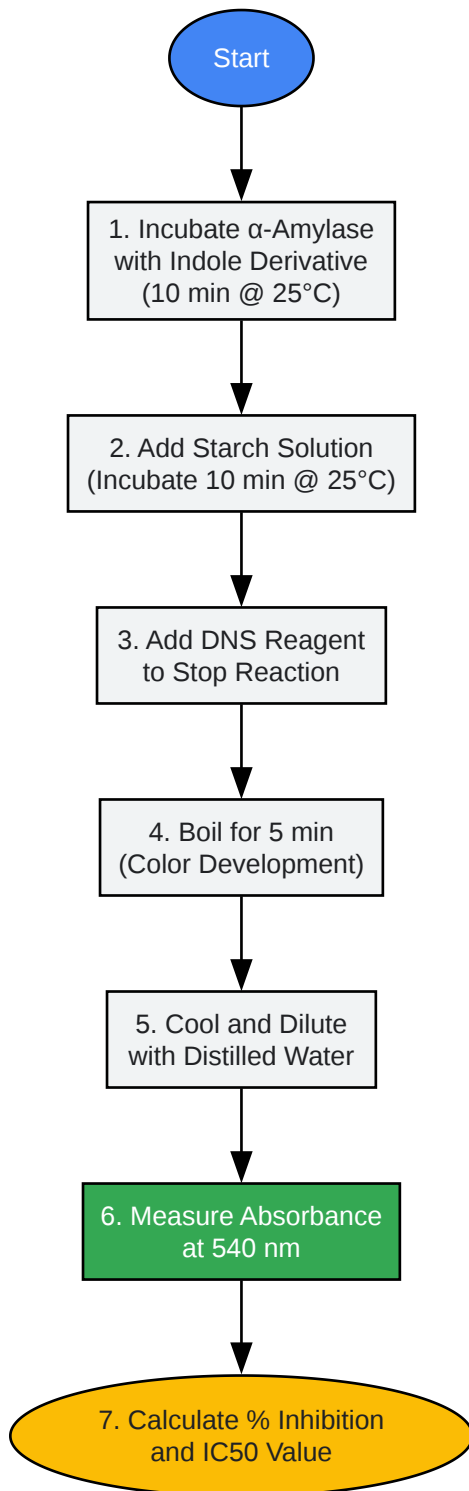 Start
1. Incubate α-Amylase
with Indole Derivative
(10 min @ 25°C)
2. Add Starch Solution
(Incubate 10 min @ 25°C)
3. Add DNS Reagent
to Stop Reaction
4. Boil for 5 min
(Color Development)
5. Cool and Dilute
with Distilled Water
6. Measure Absorbance
at 540 nm
7. Calculate % Inhibition
and IC50 Value